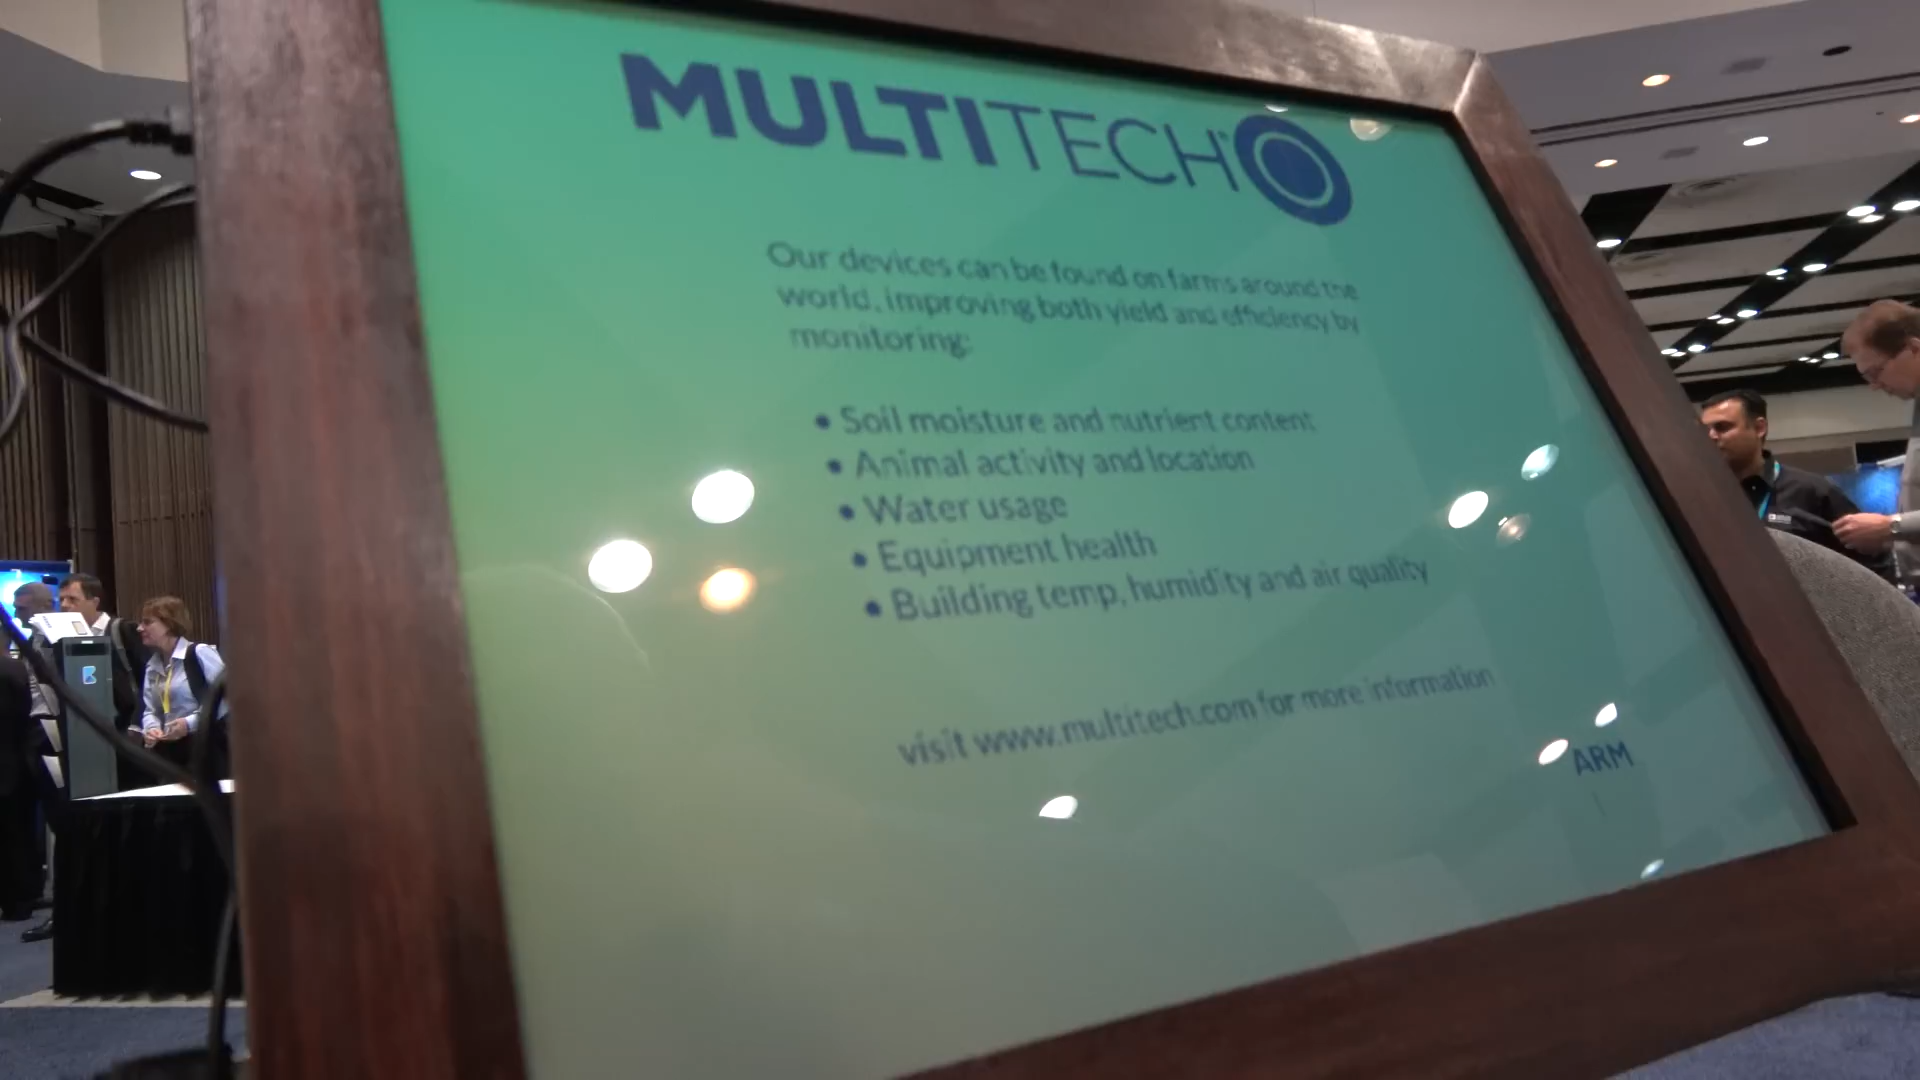 MULTITECH
Our devices can be found on farms around the
world, improving both yield and efficiency by
monitoring:
• Soil moisture and nutrient content
• Animal activity and location
• Water usage
• Equipment health
• Building temp, humidity and air quality
visit www.multitech.com for more information
ARM